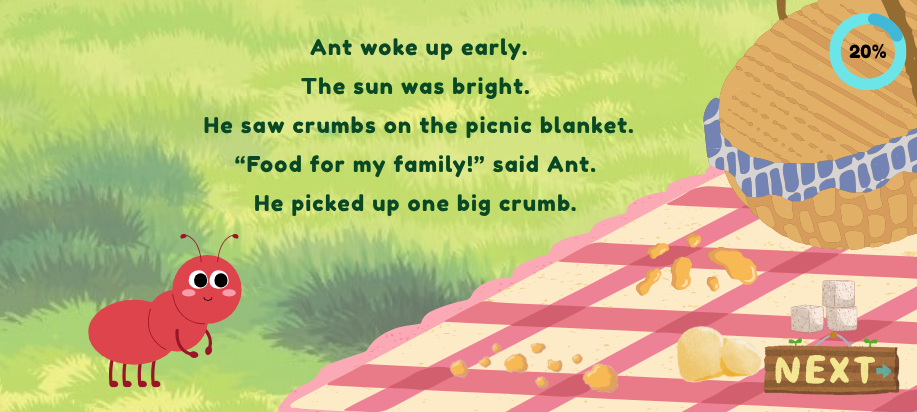 Ant woke up early.
20%
The sun was bright.
He saw crumbs on the picnic blanket.
“Food for my family!” said Ant.
He picked up one big crumb.
NEXT